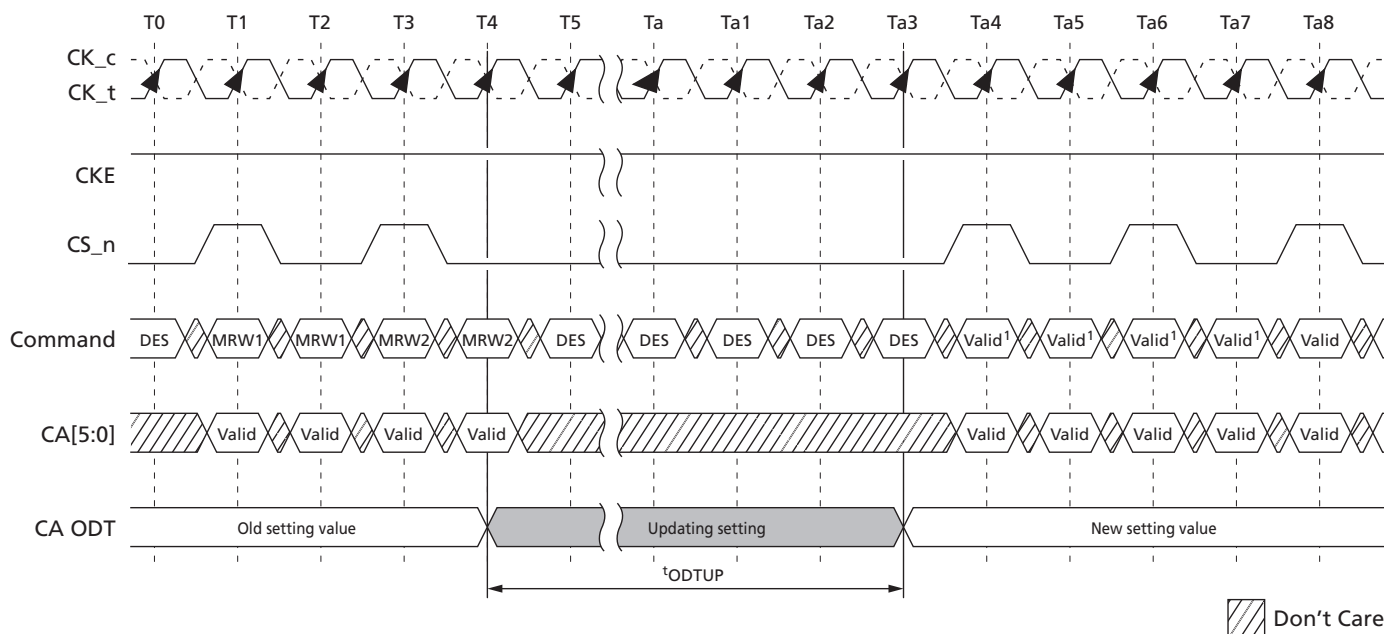 T0 T1 T2 T3 T4 T5 Ta Ta1 Ta2 Ta3 Ta4 Ta5 Ta6 Ta7 Ta8
CK_c
CK_t
CKE
CS_n
Command DES MRW1 MRW1 MRW2 MRW2 DES DES DES DES DES Valid¹ Valid¹ Valid¹ Valid¹ Valid
CA[5:0] Valid Valid Valid Valid Valid Valid Valid Valid Valid
CA ODT Old setting value Updating setting New setting value
tODTUP
Don't Care